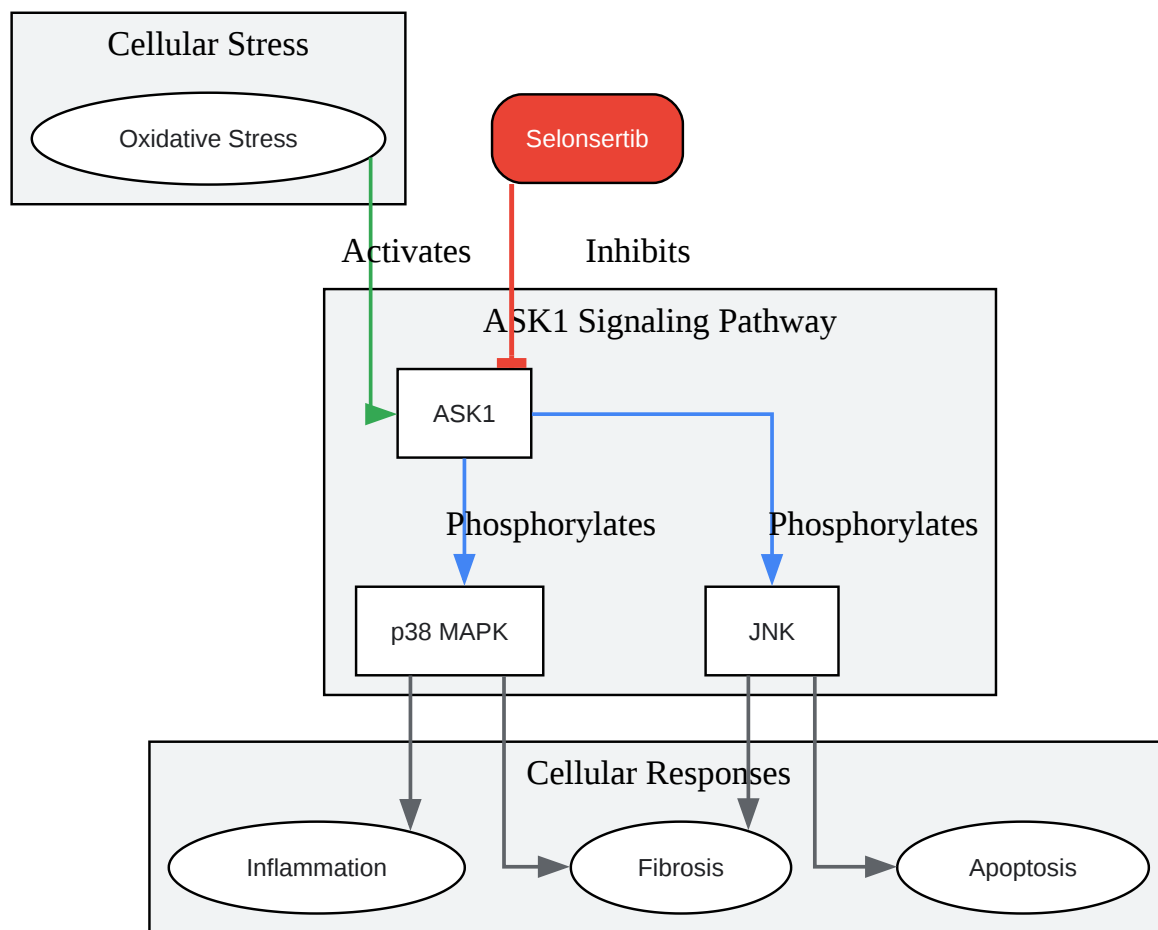 Cellular Stress
Oxidative Stress
Selonsertib
Activates
Inhibits
ASK1 Signaling Pathway
ASK1
Phosphorylates
Phosphorylates
p38 MAPK
JNK
Cellular Responses
Inflammation
Fibrosis
Apoptosis